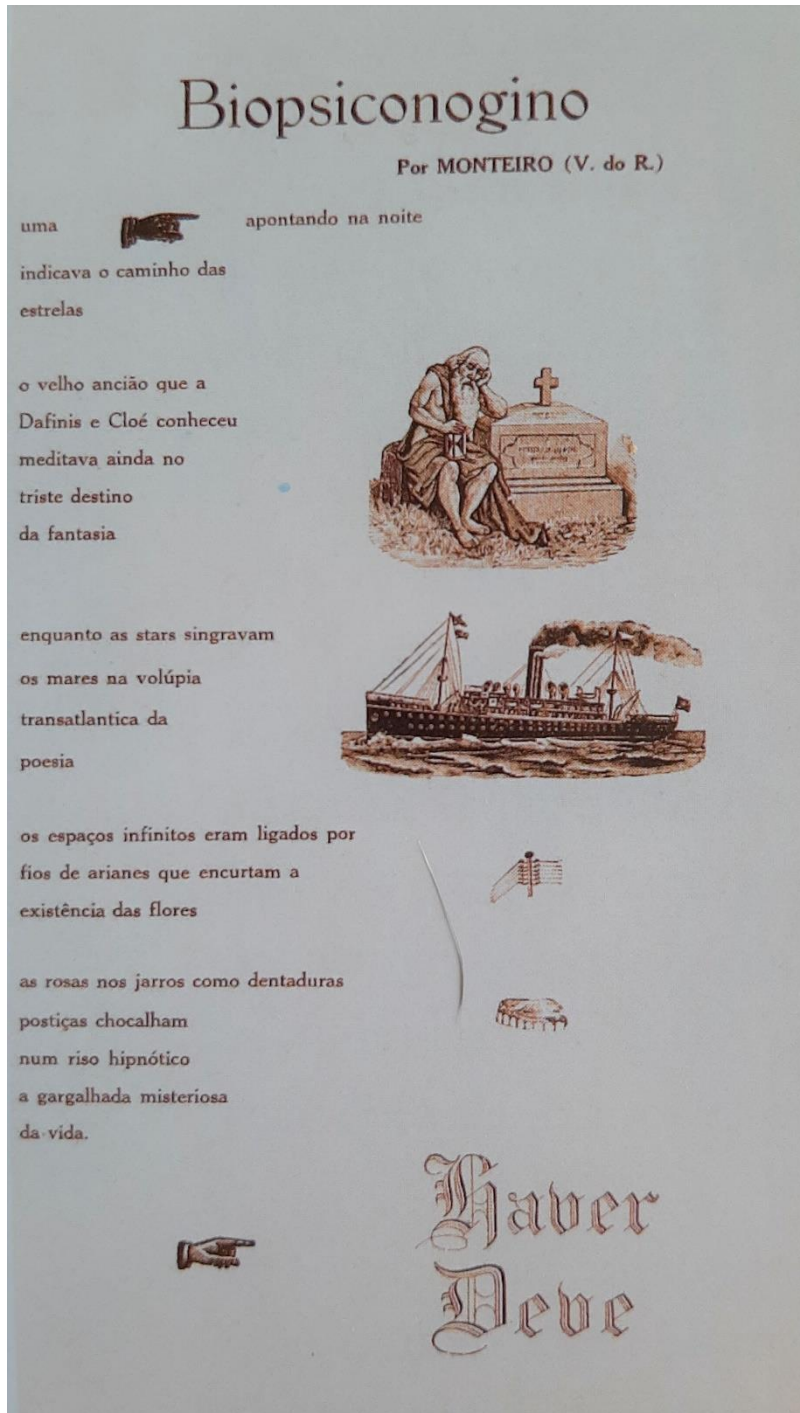 Biopsiconogino
Por MONTEIRO (V. do R.)
uma apontando na noite
indicava o caminho das
estrelas
o velho ancião que a
Dafinis e Cloé conheceu
meditava ainda no
triste destino
da fantasia
enquanto as stars singravam
os mares na volúpia
transatlantica da
poesia
os espaços infinitos eram ligados por
fios de arianes que encurtam a
existência das flores
as rosas nos jarros como dentaduras
postiças chocalham
num riso hipnótico
a gargalhada misteriosa
da vida.
Haver
Deve